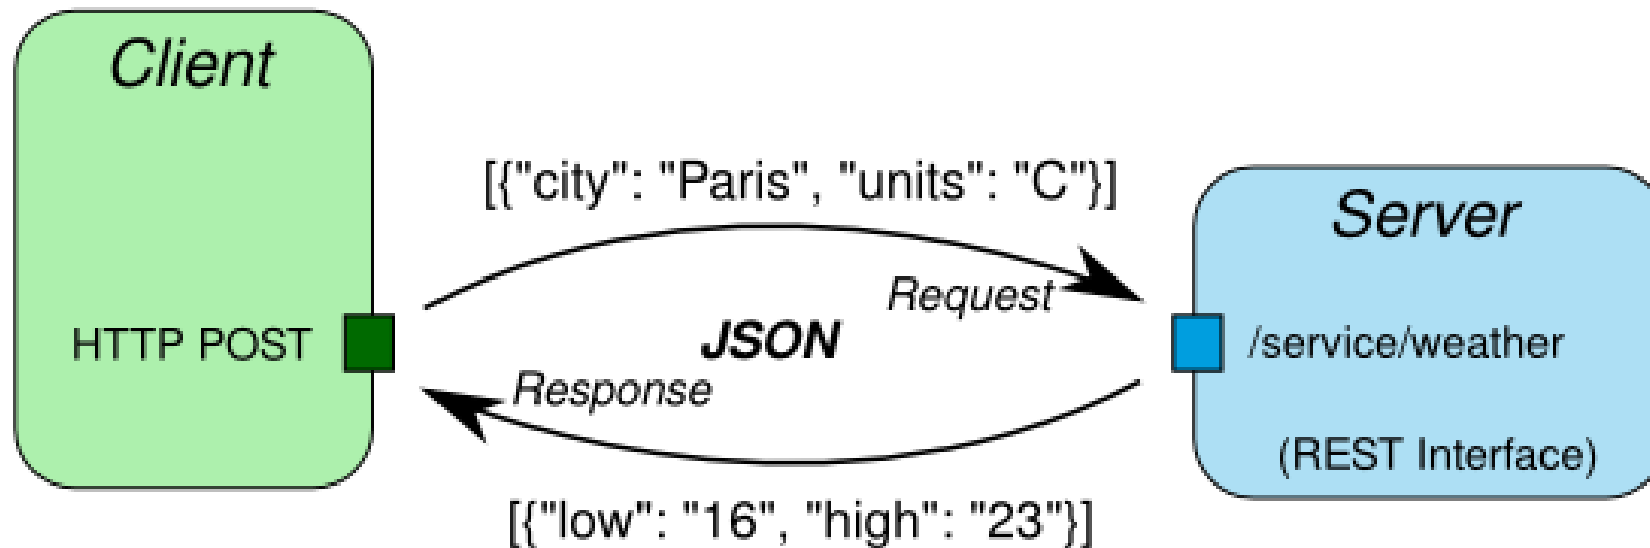 Client
HTTP POST
[{"city": "Paris", "units": "C"}]
Request
JSON
Response
[{"low": "16", "high": "23"}]
Server
/service/weather
(REST Interface)